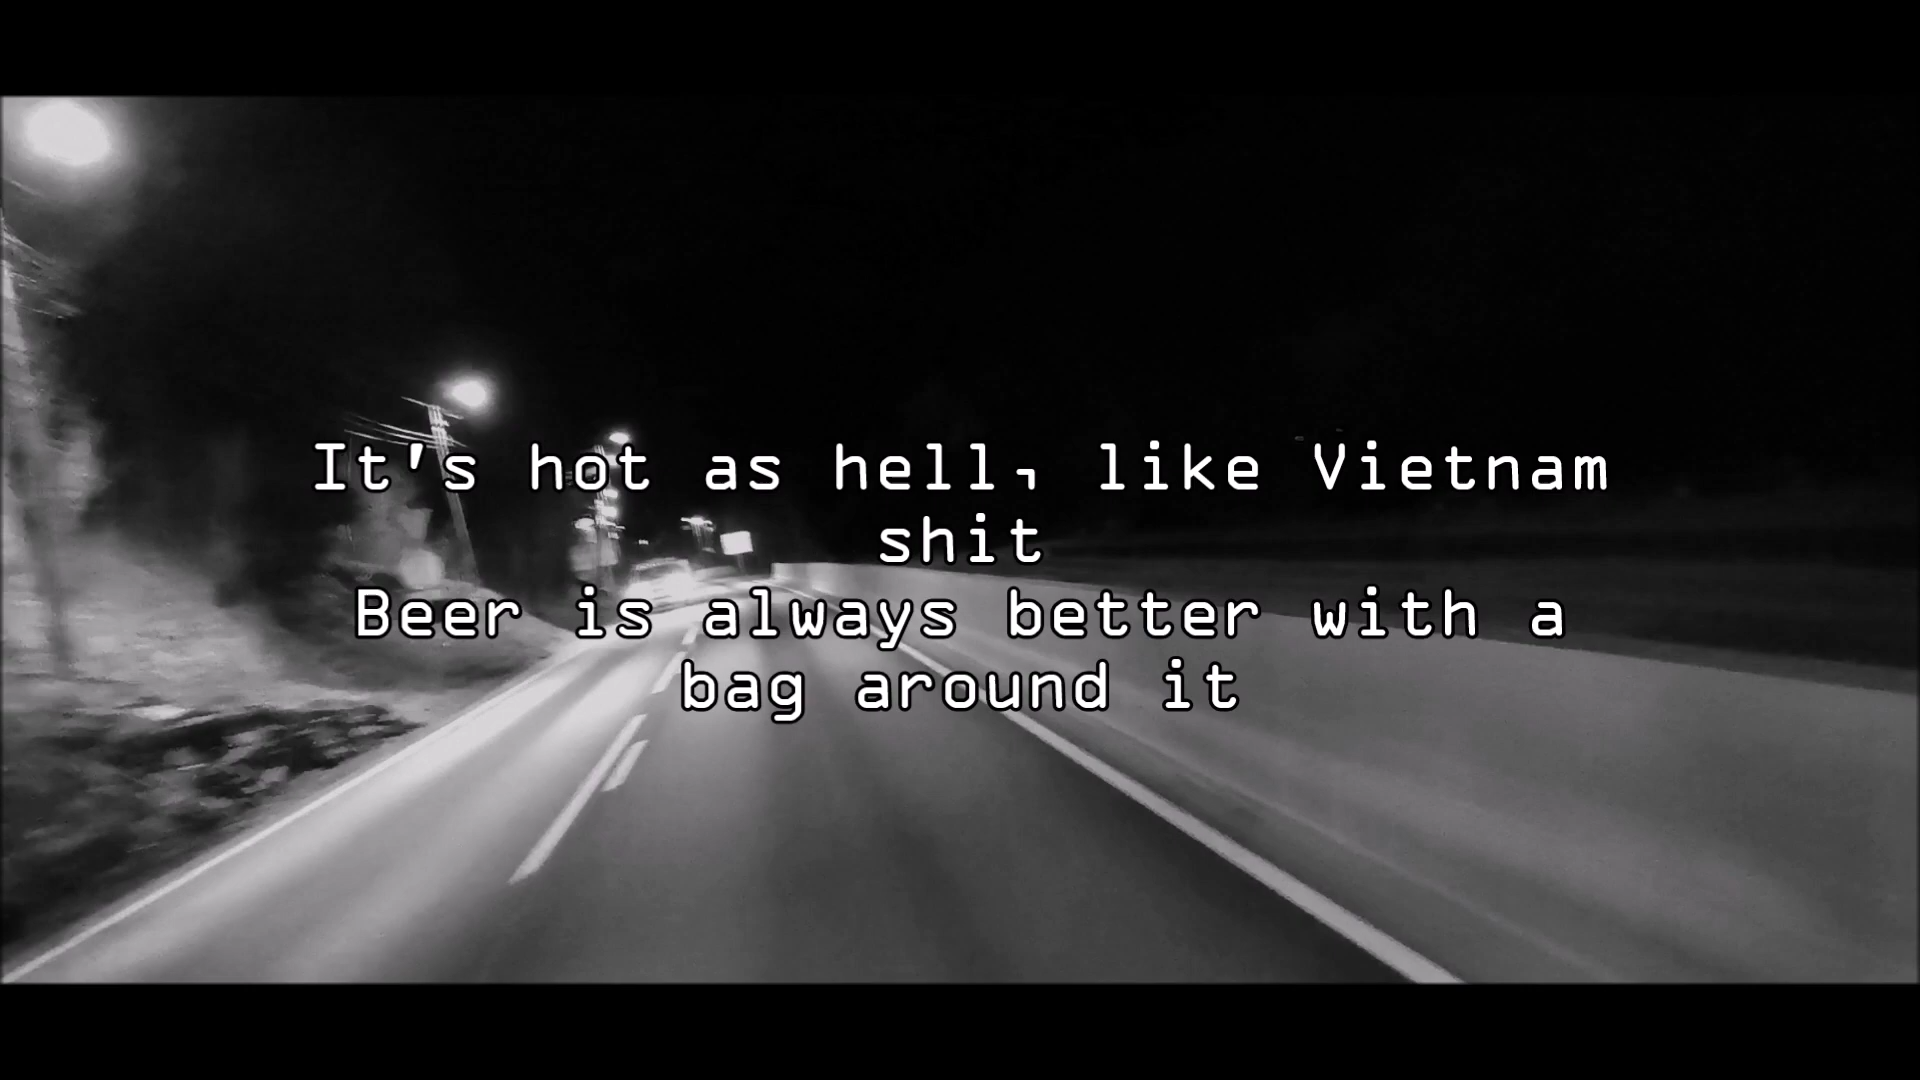 It's hot as hell, like Vietnam
shit
Beer is always better with a
bag around it